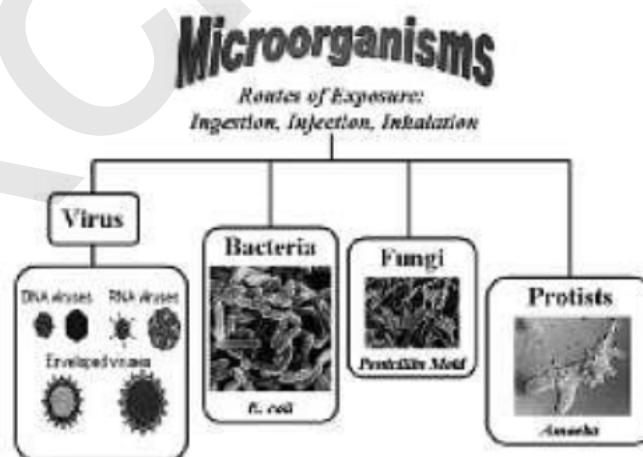 Microorganisms
Routes of Exposure:
Ingestion, Injection, Inhalation
Virus
DNA viruses RNA viruses
Enveloped viruses
Bacteria
E. coli
Fungi
Penicillin Mold
Protists
Amoeba